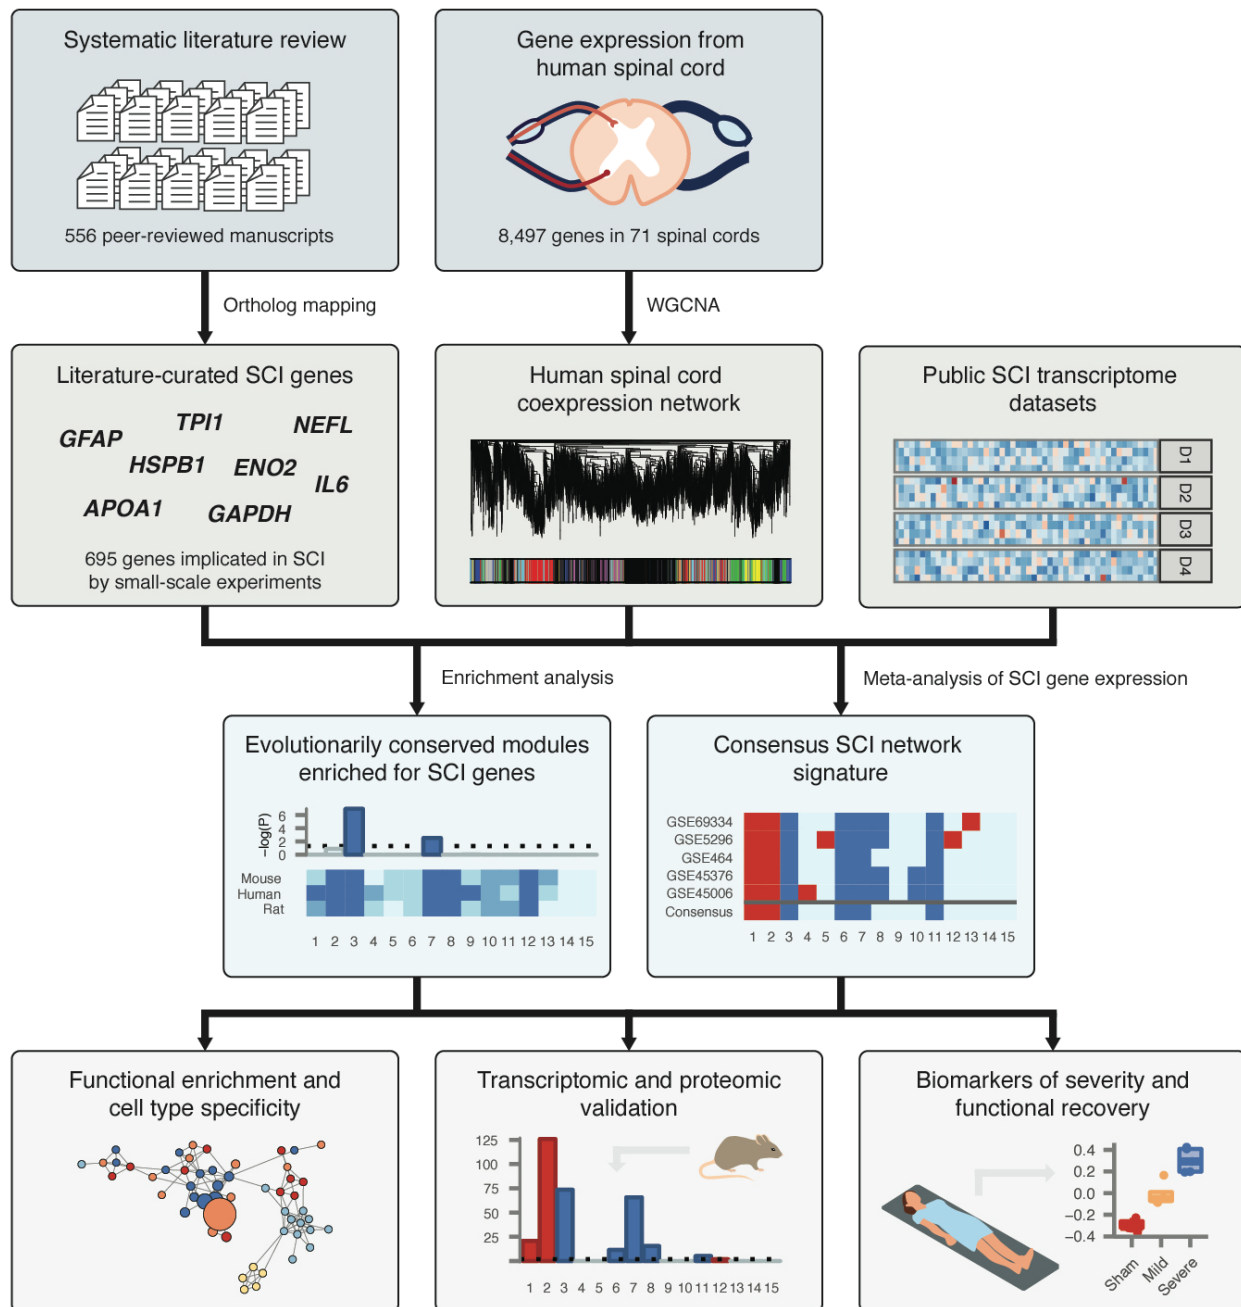 Systematic literature review
556 peer-reviewed manuscripts
Gene expression from
human spinal cord
8,497 genes in 71 spinal cords
Ortholog mapping
WGCNA
Literature-curated SCI genes
GFAP
TPI1
NEFL
HSPB1
ENO2
IL6
APOA1
GAPDH
695 genes implicated in SCI
by small-scale experiments
Human spinal cord
coexpression network
Public SCI transcriptome
datasets
D1
D2
D3
D4
Enrichment analysis
Meta-analysis of SCI gene expression
Evolutionarily conserved modules
enriched for SCI genes
−log(P)
6
4
2
0
Mouse
Human
Rat
1 2 3 4 5 6 7 8 9 10 11 12 13 14 15
Consensus SCI network
signature
GSE69334
GSE5296
GSE464
GSE45376
GSE45006
Consensus
1 2 3 4 5 6 7 8 9 10 11 12 13 14 15
Functional enrichment and
cell type specificity
Transcriptomic and proteomic
validation
125
100
75
50
25
1 2 3 4 5 6 7 8 9 10 11 12 13 14 15
Biomarkers of severity and
functional recovery
0.4
0.2
0.0
−0.2
−0.4
Sham
Mild
Severe